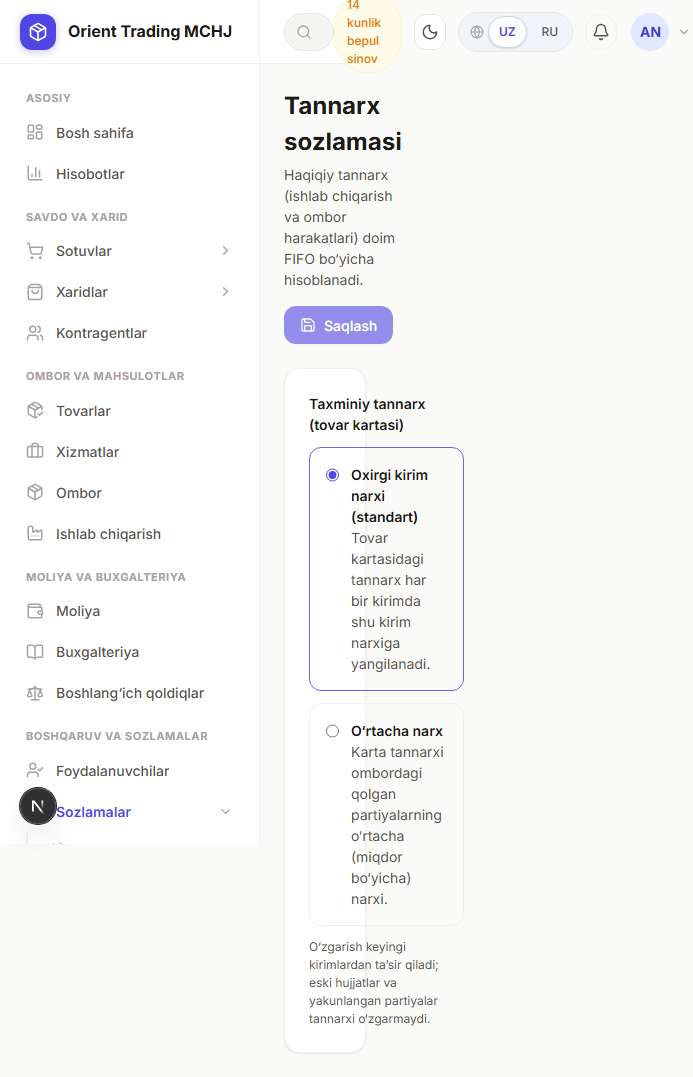 Orient Trading MCHJ
14
kunlik
bepul
sinov
UZ
RU
AN
ASOSIY
Bosh sahifa
Hisobotlar
SAVDO VA XARID
Sotuvlar
Xaridlar
Kontragentlar
OMBOR VA MAHSULOTLAR
Tovarlar
Xizmatlar
Ombor
Ishlab chiqarish
MOLIYA VA BUXGALTERIYA
Moliya
Buxgalteriya
Boshlang‘ich qoldiqlar
BOSHQARUV VA SOZLAMALAR
Foydalanuvchilar
N
Sozlamalar
Tannarx
sozlamasi
Haqiqiy tannarx
(ishlab chiqarish
va ombor
harakatlari) doim
FIFO bo‘yicha
hisoblanadi.
Saqlash
Taxminiy tannarx
(tovar kartasi)
Oxirgi kirim
narxi
(standart)
Tovar
kartasidagi
tannarx har
bir kirimda
shu kirim
narxiga
yangilanadi.
O‘rtacha narx
Karta tannarxi
ombordagi
qolgan
partiyalarning
o‘rtacha
(miqdor
bo‘yicha)
narxi.
O‘zgarish keyingi
kirimlardan ta’sir qiladi;
eski hujjatlar va
yakunlangan partiyalar
tannarxi o‘zgarmaydi.